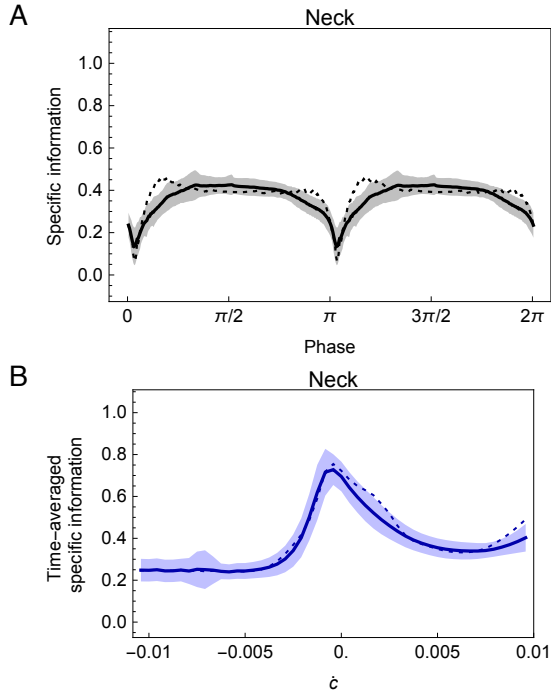 A
Neck
Specific information
1.0
0.8
0.6
0.4
0.2
0.0
0
π/2
π
3π/2
2π
Phase
B
Neck
Time-averaged
specific information
1.0
0.8
0.6
0.4
0.2
0.0
−0.01
−0.005
0.
0.005
0.01
ċ